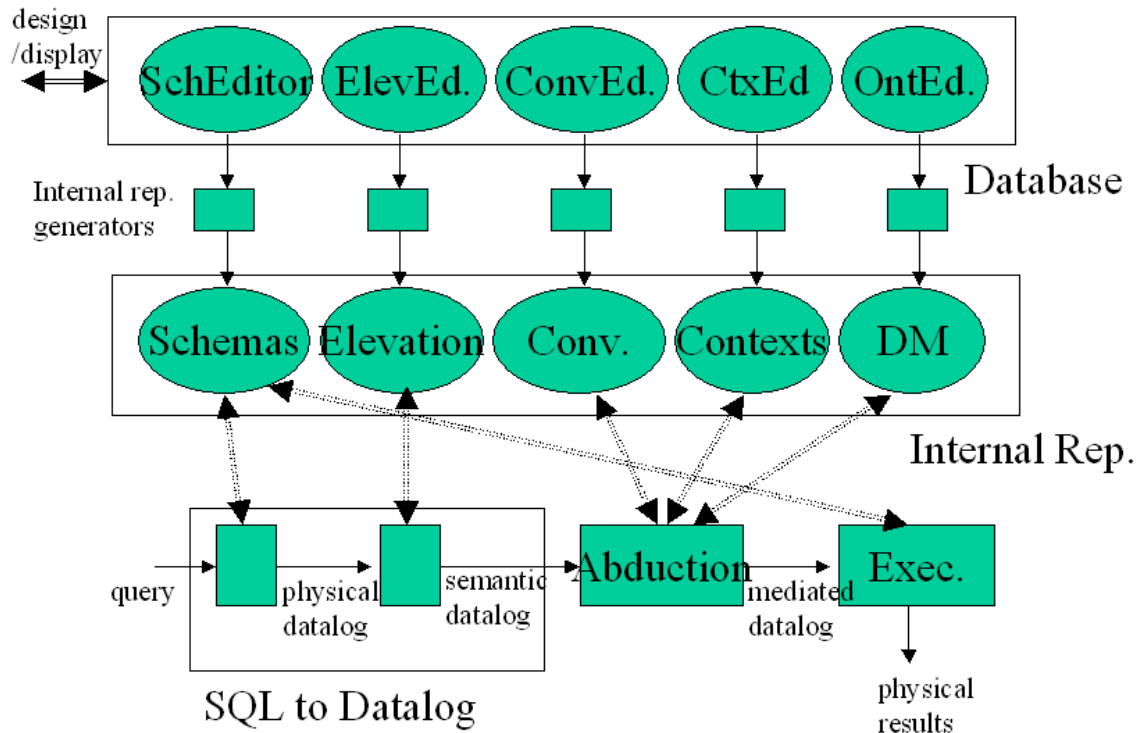 design
/display
SchEditor
ElevEd.
ConvEd.
CtxEd
OntEd.
Internal rep.
generators
Database
Schemas
Elevation
Conv.
Contexts
DM
Internal Rep.
query
physical
datalog
semantic
datalog
Abduction
mediated
datalog
Exec.
SQL to Datalog
physical
results